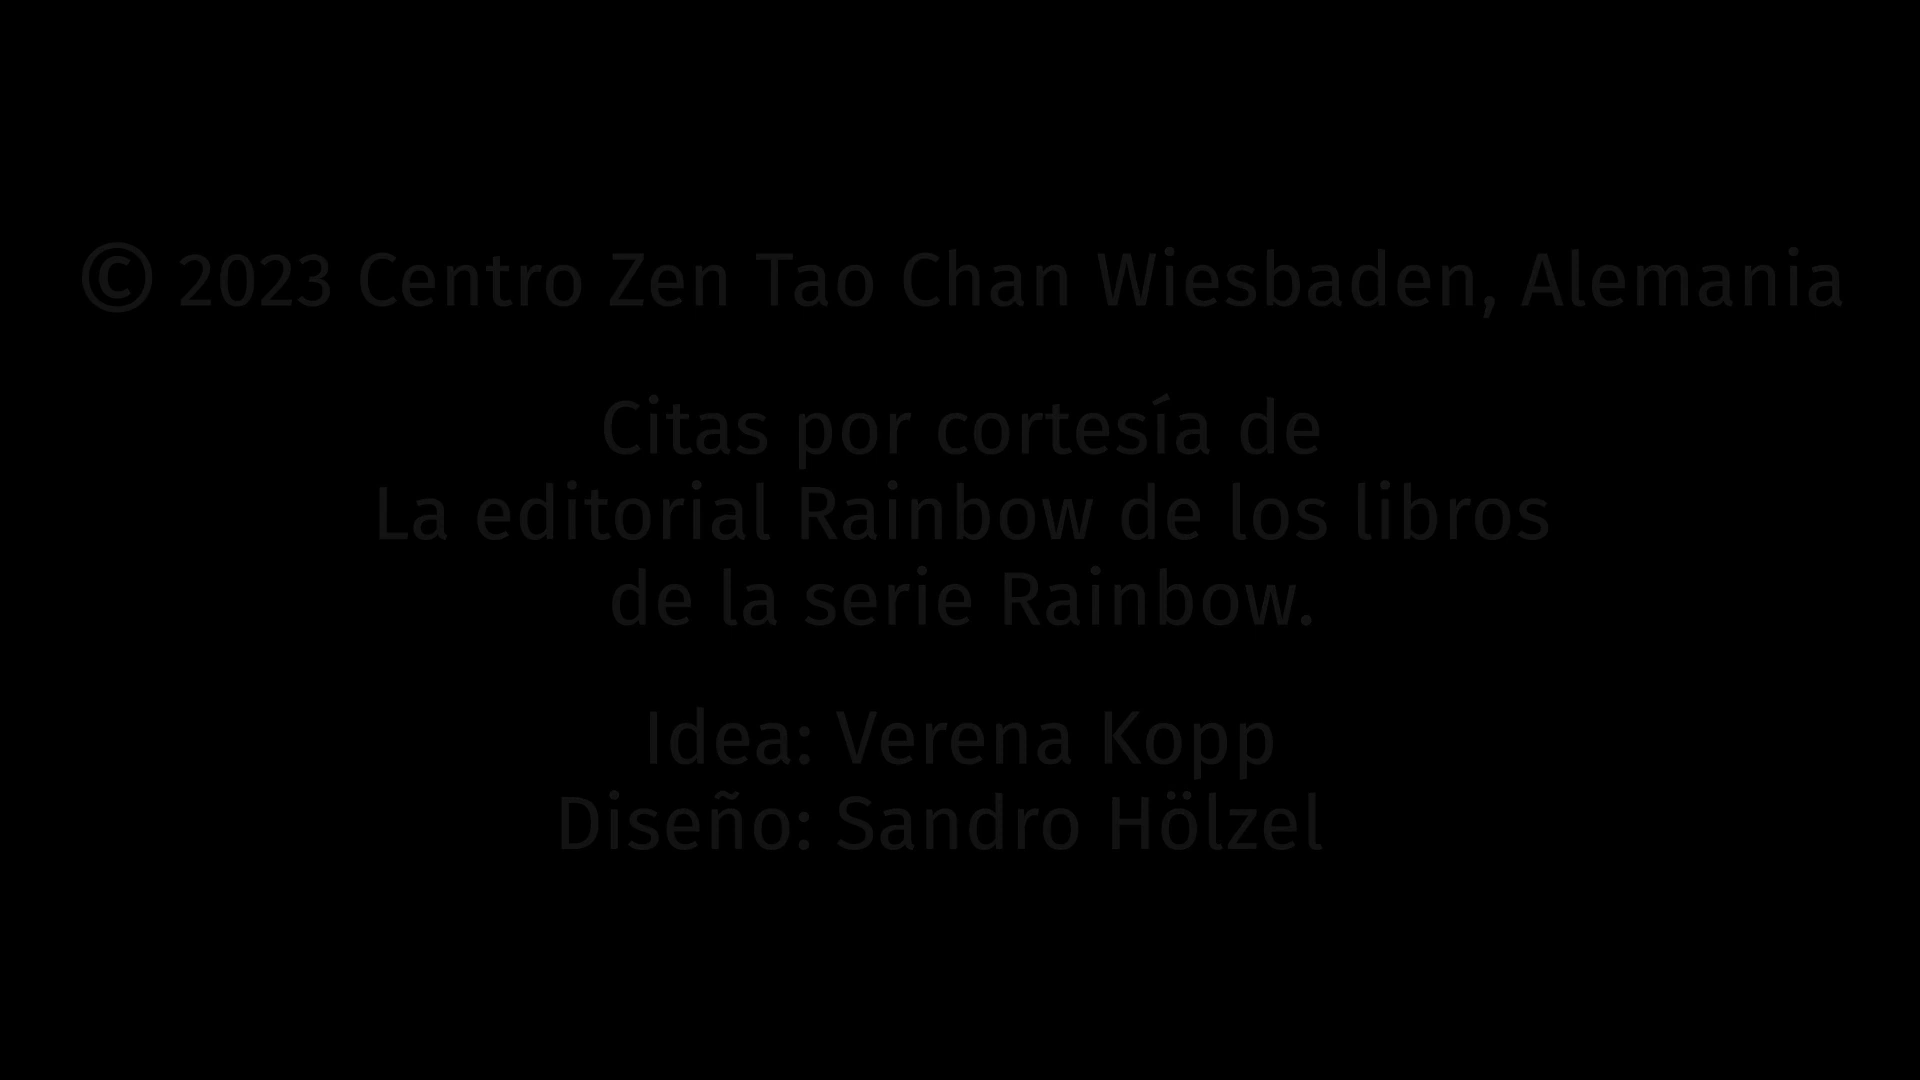 © 2023 Centro Zen Tao Chan Wiesbaden, Alemania
Citas por cortesía de
La editorial Rainbow de los libros
de la serie Rainbow.
Idea: Verena Kopp
Diseño: Sandro Hölzel